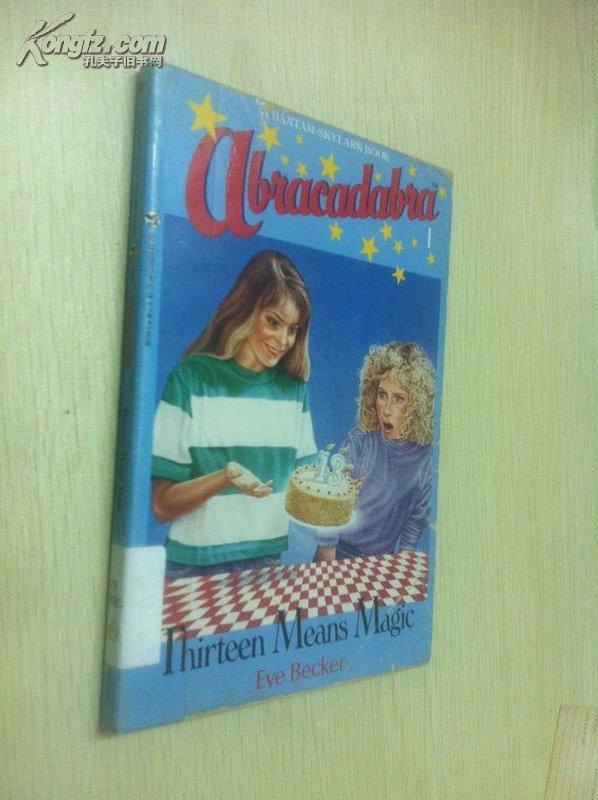 Kongfz.com
孔夫子旧书网
A BANTAM-SKYLARK BOOK
Abracadabra
1
13
Thirteen Means Magic
Eve Becker